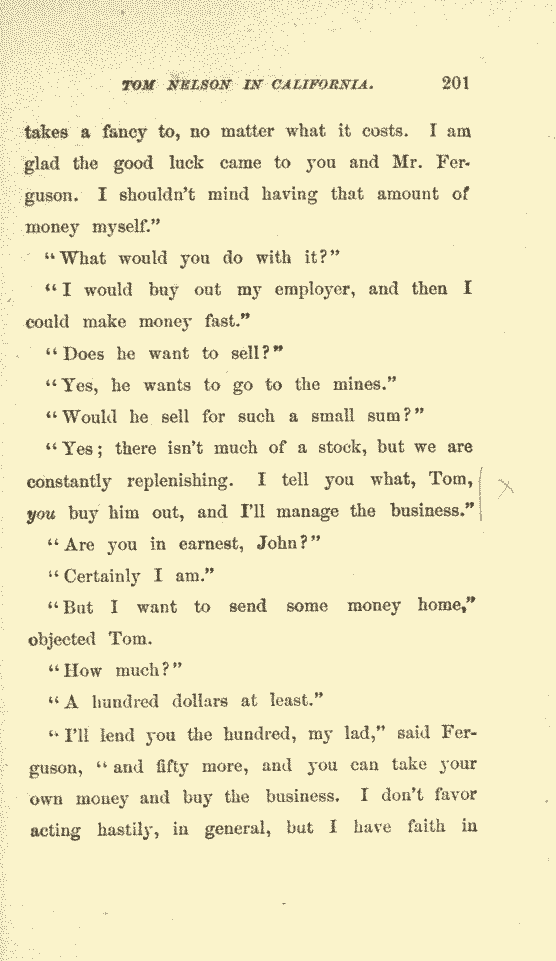 TOM NELSON IN CALIFORNIA. 201
takes a fancy to, no matter what it costs. I am
glad the good luck came to you and Mr. Fer-
guson. I shouldn't mind having that amount of
money myself."
"What would you do with it?"
"I would buy out my employer, and then I
could make money fast."
"Does he want to sell?"
"Yes, he wants to go to the mines."
"Would he sell for such a small sum?"
"Yes; there isn't much of a stock, but we are
constantly replenishing. I tell you what, Tom,
you buy him out, and I'll manage the business."
"Are you in earnest, John?"
"Certainly I am."
"But I want to send some money home,"
objected Tom.
"How much?"
"A hundred dollars at least."
"I'll lend you the hundred, my lad," said Fer-
guson, "and fifty more, and you can take your
own money and buy the business. I don't favor
acting hastily, in general, but I have faith in